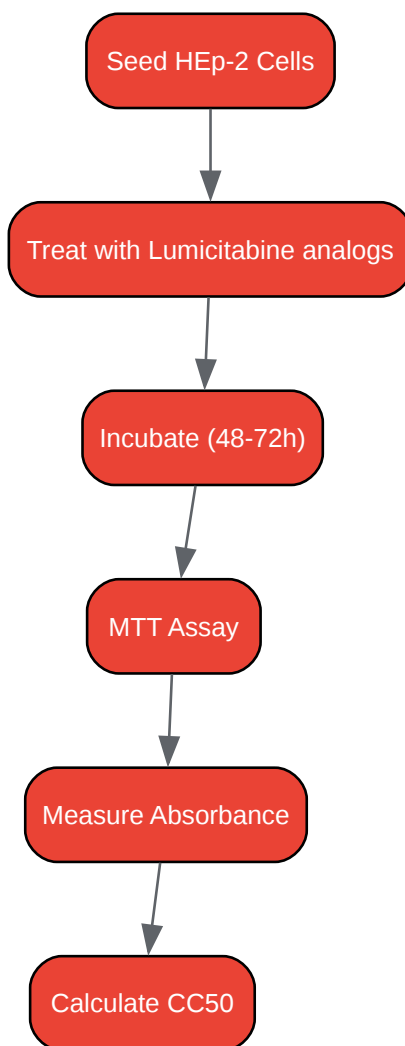 Seed HEp-2 Cells
Treat with Lumicitabine analogs
Incubate (48-72h)
MTT Assay
Measure Absorbance
Calculate CC50